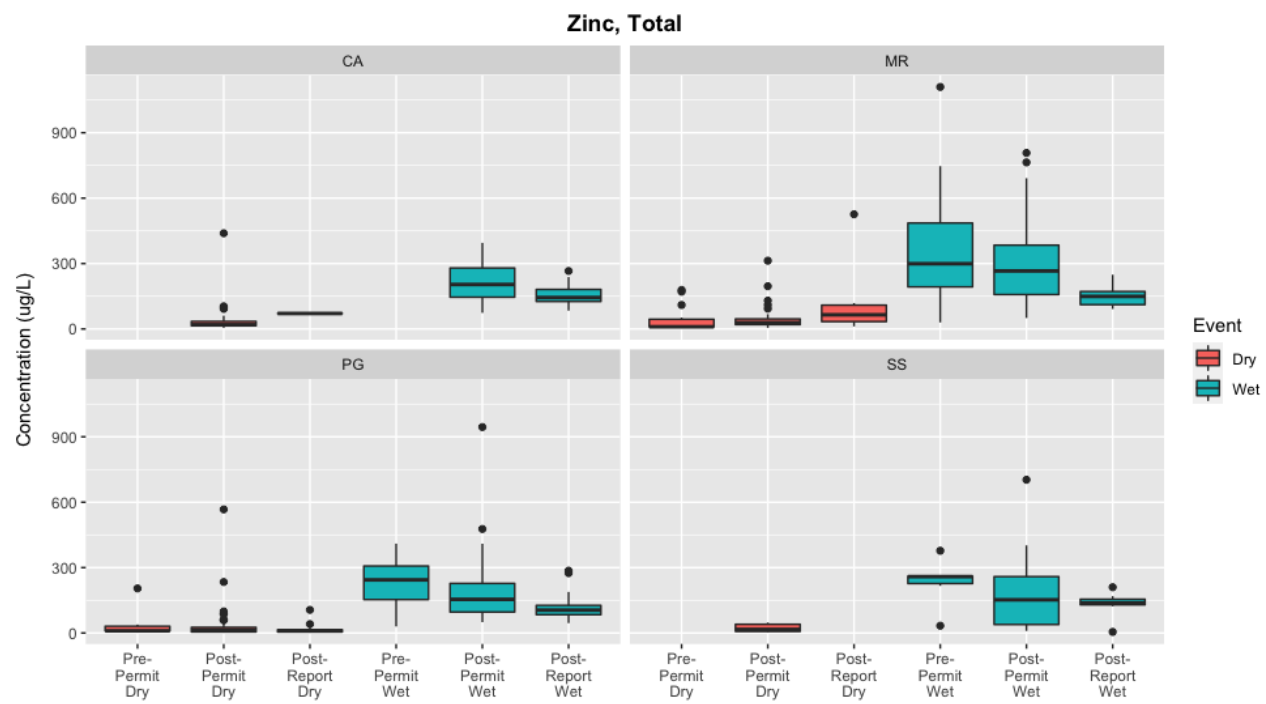 Zinc, Total
CA
MR
900
600
300
0
PG
SS
900
600
300
0
Concentration (ug/L)
Pre-
Permit
Dry
Post-
Permit
Dry
Post-
Report
Dry
Pre-
Permit
Wet
Post-
Permit
Wet
Post-
Report
Wet
Pre-
Permit
Dry
Post-
Permit
Dry
Post-
Report
Dry
Pre-
Permit
Wet
Post-
Permit
Wet
Post-
Report
Wet
Event
Dry
Wet